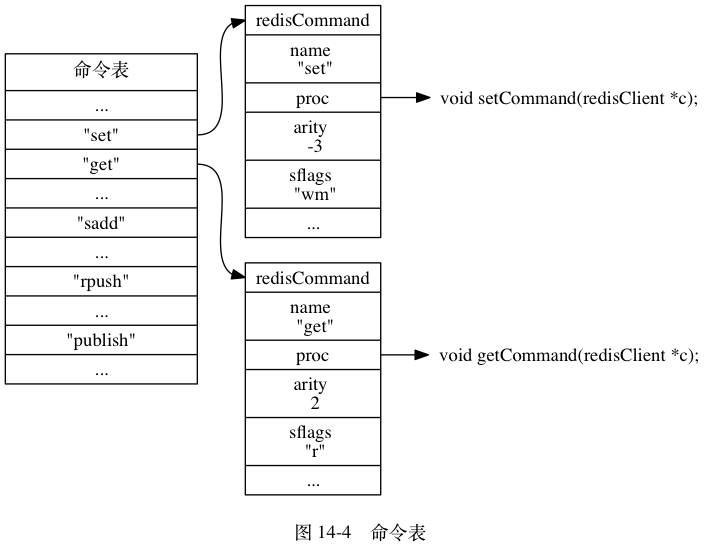 命令表
...
"set"
"get"
...
"sadd"
...
"rpush"
...
"publish"
...
redisCommand
name
"set"
proc
arity
-3
sflags
"wm"
...
void setCommand(redisClient *c);
redisCommand
name
"get"
proc
arity
2
sflags
"r"
...
void getCommand(redisClient *c);
图 14-4 命令表